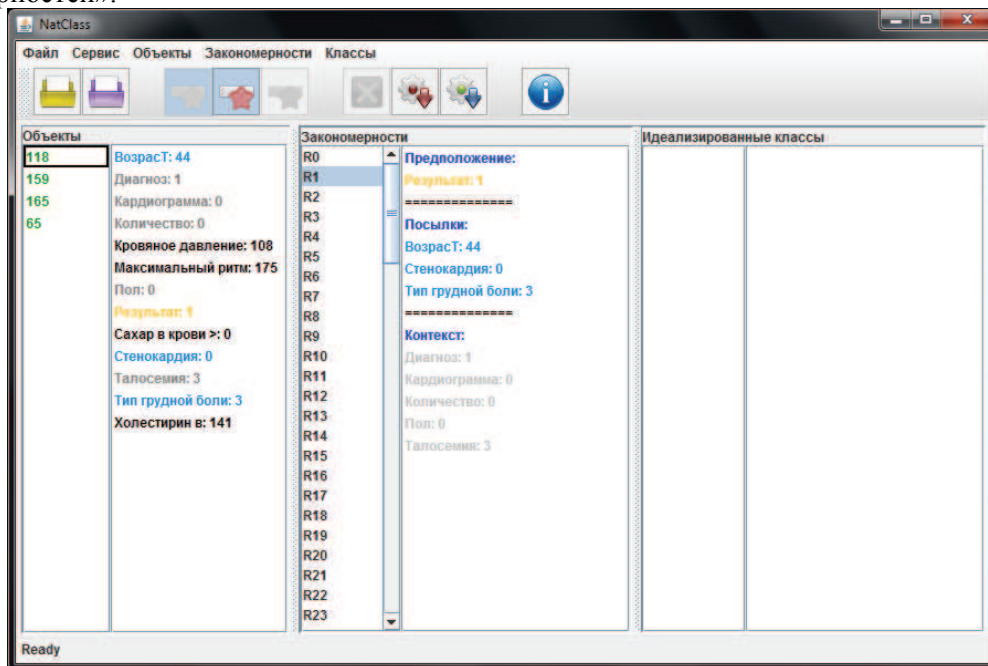 NatClass
Файл Сервис Объекты Закономерности Классы
Объекты
118
159
165
65
ВозрасТ: 44
Диагноз: 1
Кардиограмма: 0
Количество: 0
Кровяное давление: 108
Максимальный ритм: 175
Пол: 0
Результат: 1
Сахар в крови >: 0
Стенокардия: 0
Талосемия: 3
Тип грудной боли: 3
Холестирин в: 141
Закономерности
R0
R1
R2
R3
R4
R5
R6
R7
R8
R9
R10
R11
R12
R13
R14
R15
R16
R17
R18
R19
R20
R21
R22
R23
Предположение:
Результат: 1
==============
Посылки:
ВозрасТ: 44
Стенокардия: 0
Тип грудной боли: 3
==============
Контекст:
Диагноз: 1
Кардиограмма: 0
Количество: 0
Пол: 0
Талосемия: 3
Идеализированные классы
Ready